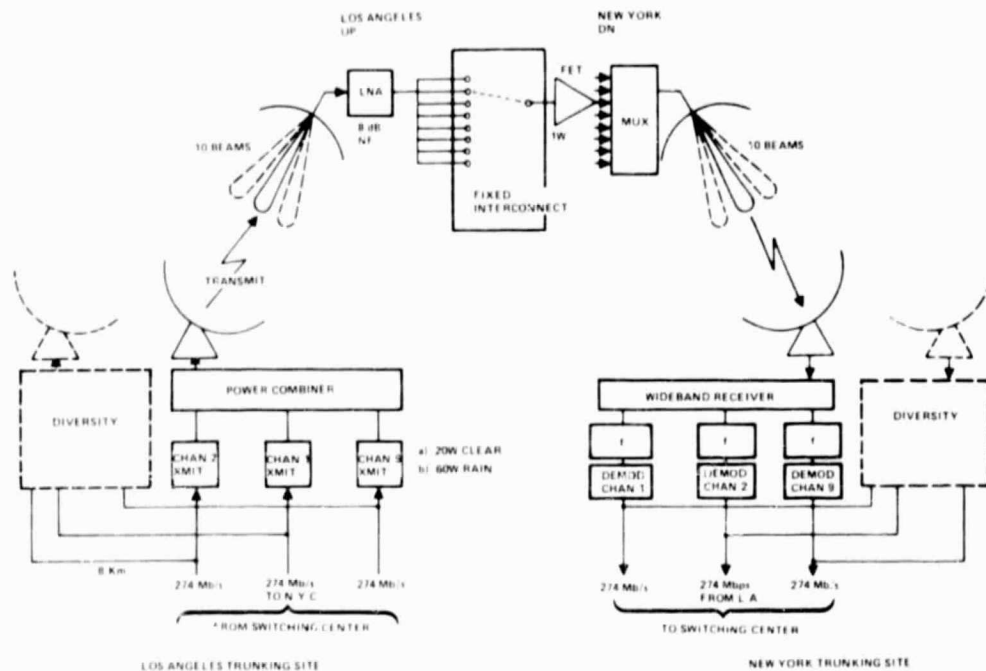 LOS ANGELES
UP
NEW YORK
DN
LNA
8 dB
NF
FET
1W
MUX
10 BEAMS
10 BEAMS
FIXED
INTERCONNECT
TRANSMIT
POWER COMBINER
WIDEBAND RECEIVER
DIVERSITY
DIVERSITY
CHAN 2
XMIT
CHAN 1
XMIT
CHAN 9
XMIT
a) 20W CLEAR
b) 60W RAIN
f
f
f
DEMOD
CHAN 1
DEMOD
CHAN 2
DEMOD
CHAN 9
8 Km
274 Mb/s
274 Mb/s
TO N Y C
274 Mb/s
FROM SWITCHING CENTER
274 Mb/s
274 Mbps
FROM L A
274 Mb/s
TO SWITCHING CENTER
LOS ANGELES TRUNKING SITE
NEW YORK TRUNKING SITE